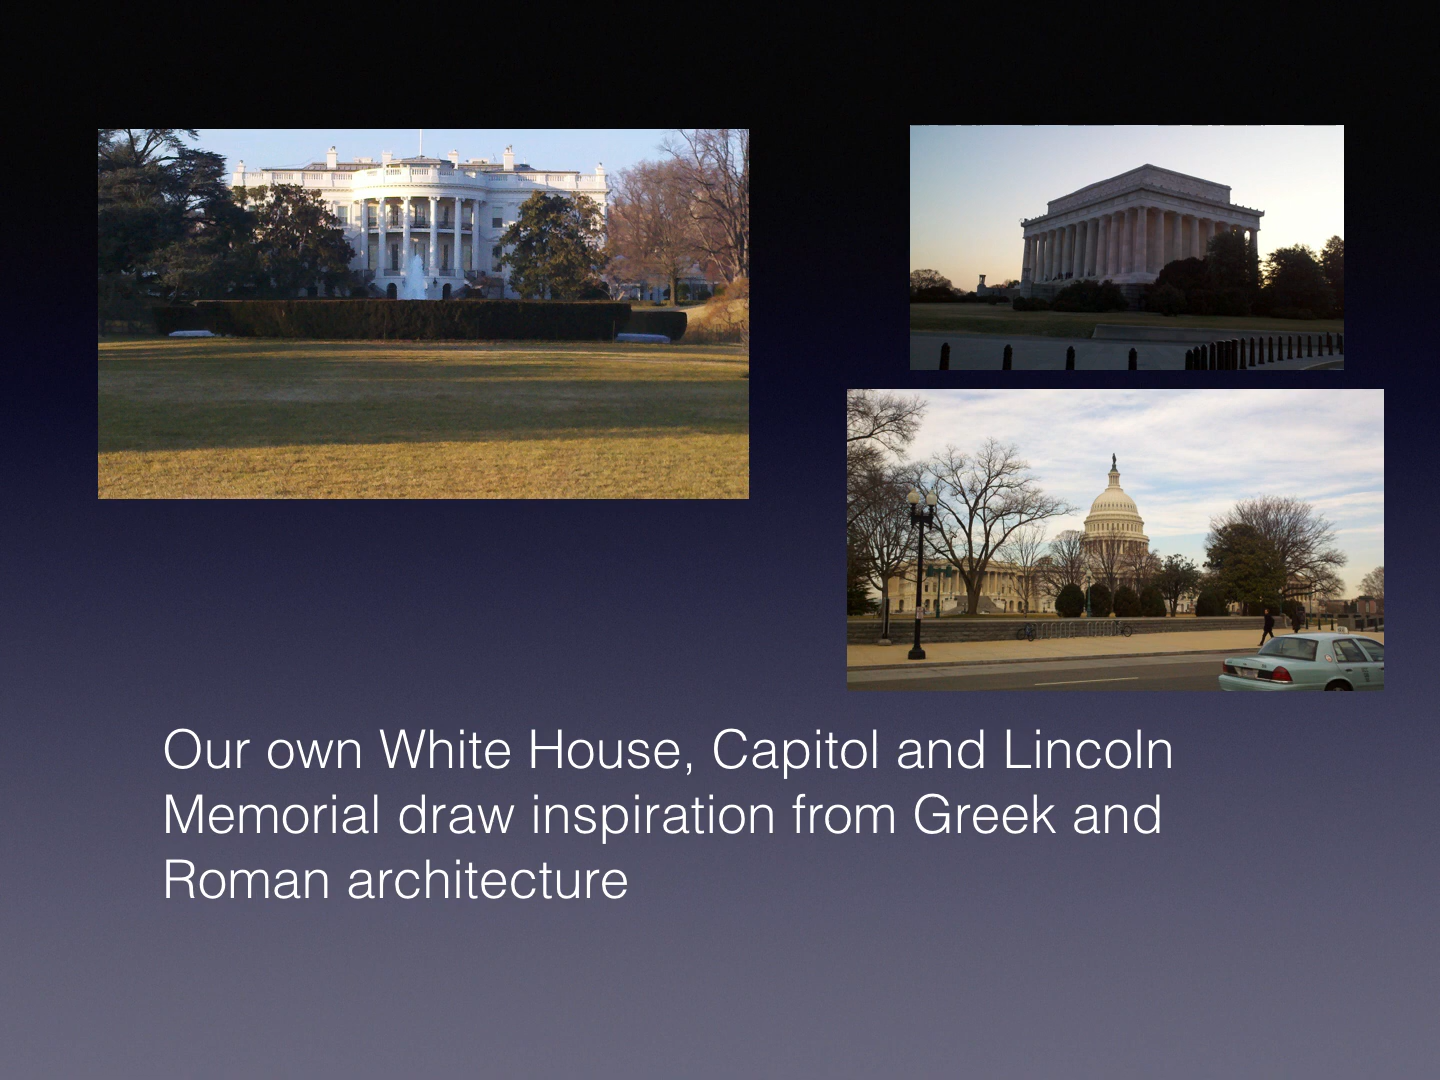 Our own White House, Capitol and Lincoln
Memorial draw inspiration from Greek and
Roman architecture